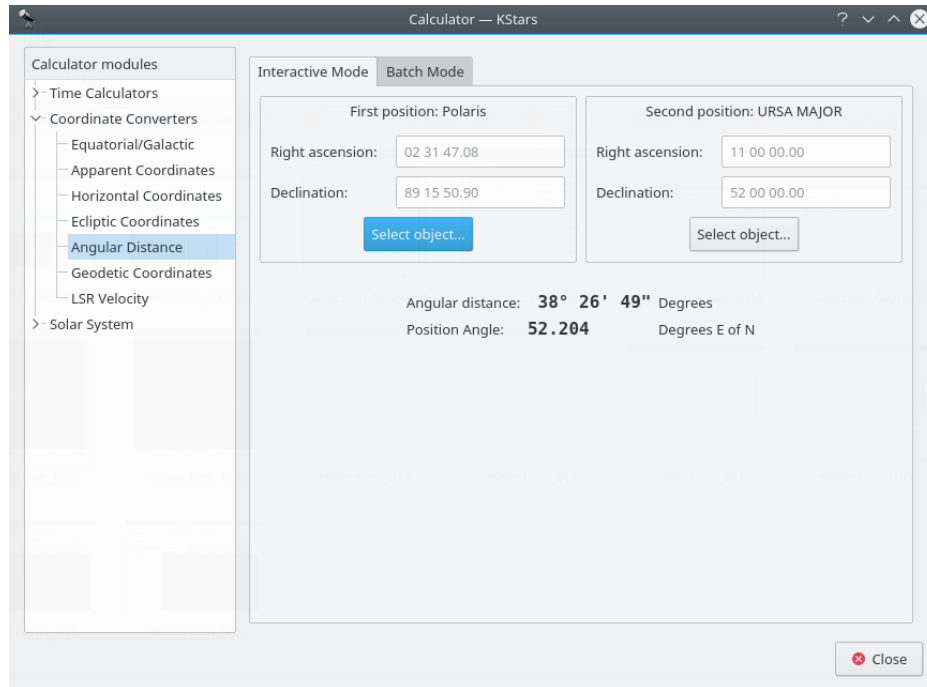 Calculator — KStars
Calculator modules
Time Calculators
Coordinate Converters
Equatorial/Galactic
Apparent Coordinates
Horizontal Coordinates
Ecliptic Coordinates
Angular Distance
Geodetic Coordinates
LSR Velocity
Solar System
Interactive Mode Batch Mode
First position: Polaris
Right ascension: 02 31 47.08
Declination: 89 15 50.90
Select object...
Second position: URSA MAJOR
Right ascension: 11 00 00.00
Declination: 52 00 00.00
Select object...
Angular distance: 38° 26' 49" Degrees
Position Angle: 52.204 Degrees E of N
Close